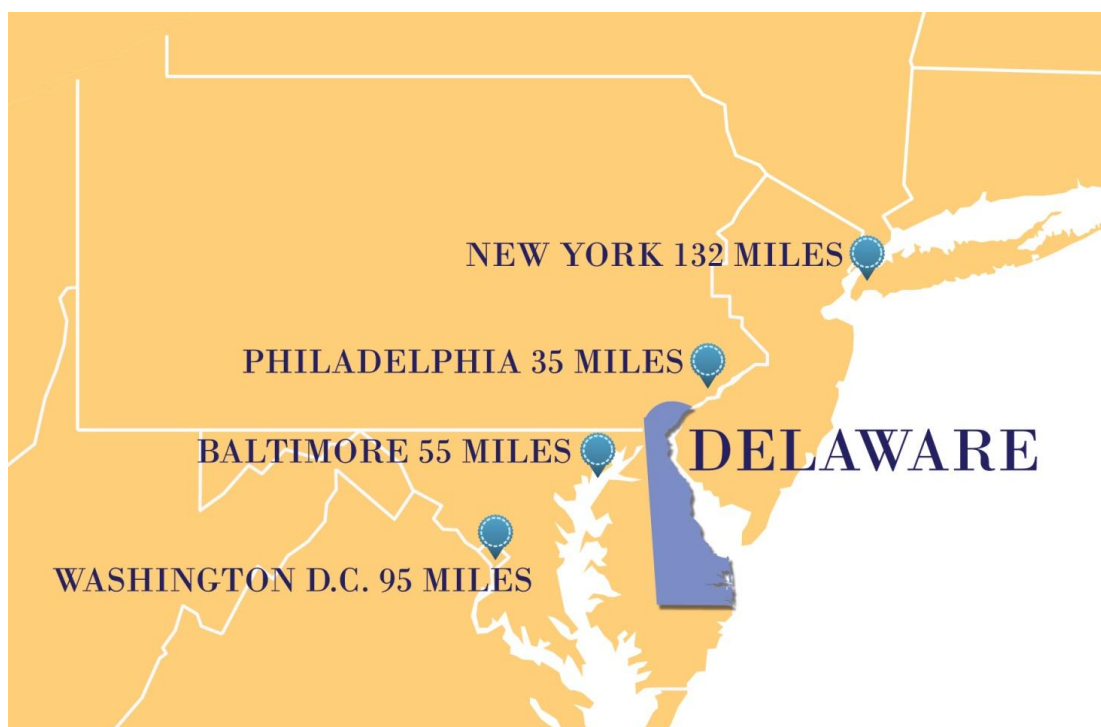 NEW YORK 132 MILES
PHILADELPHIA 35 MILES
DELAWARE
BALTIMORE 55 MILES
WASHINGTON D.C. 95 MILES